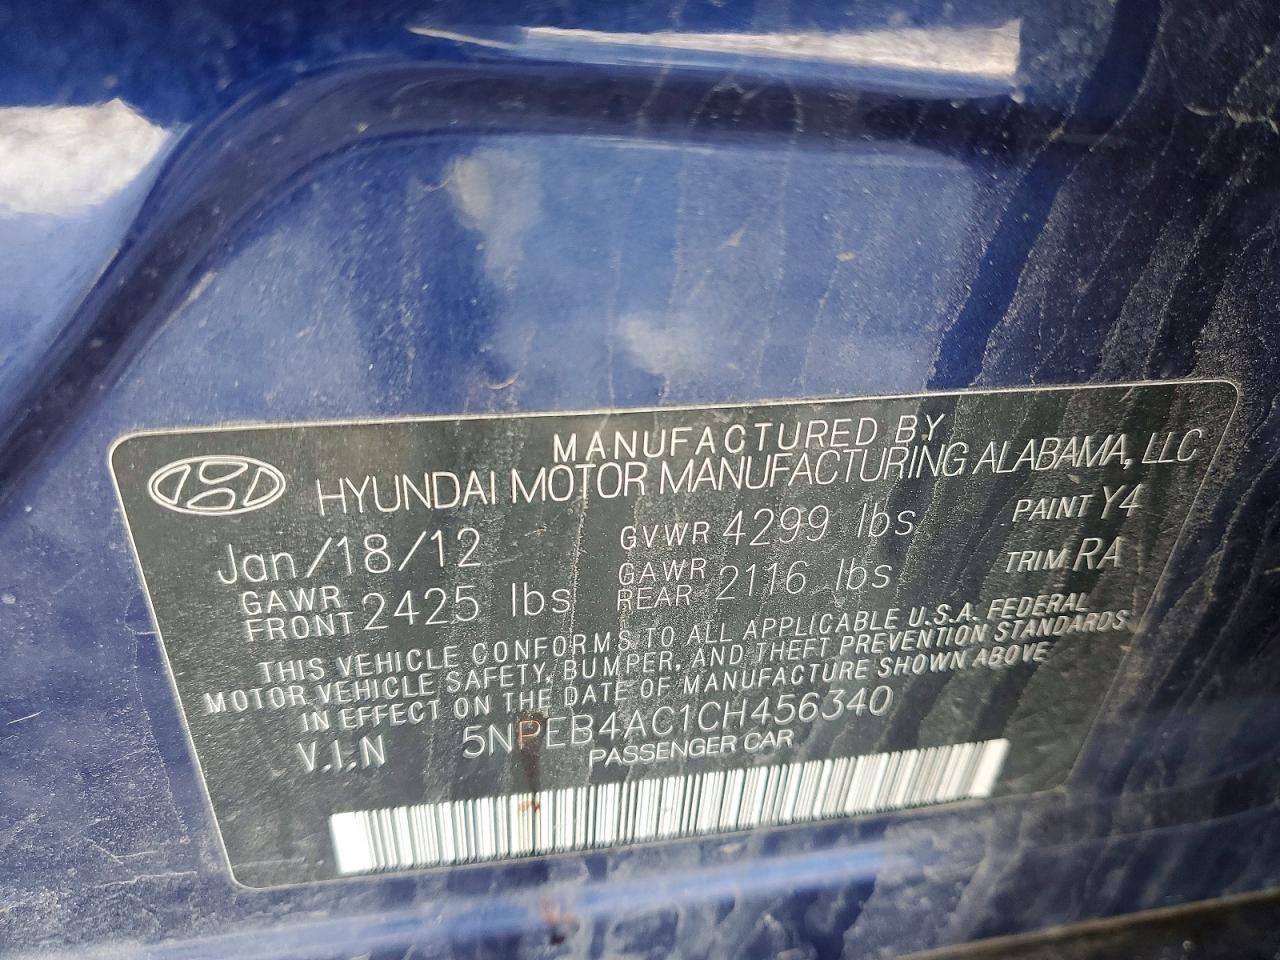 MANUFACTURED BY
HYUNDAI MOTOR MANUFACTURING ALABAMA, LLC
Jan/18/12 GVWR 4299 lbs PAINT Y4
GAWR FRONT 2425 lbs GAWR REAR 2116 lbs TRIM RA
THIS VEHICLE CONFORMS TO ALL APPLICABLE U.S.A. FEDERAL
MOTOR VEHICLE SAFETY, BUMPER, AND THEFT PREVENTION STANDARDS
IN EFFECT ON THE DATE OF MANUFACTURE SHOWN ABOVE
V.I.N 5NPEB4AC1CH456340
PASSENGER CAR